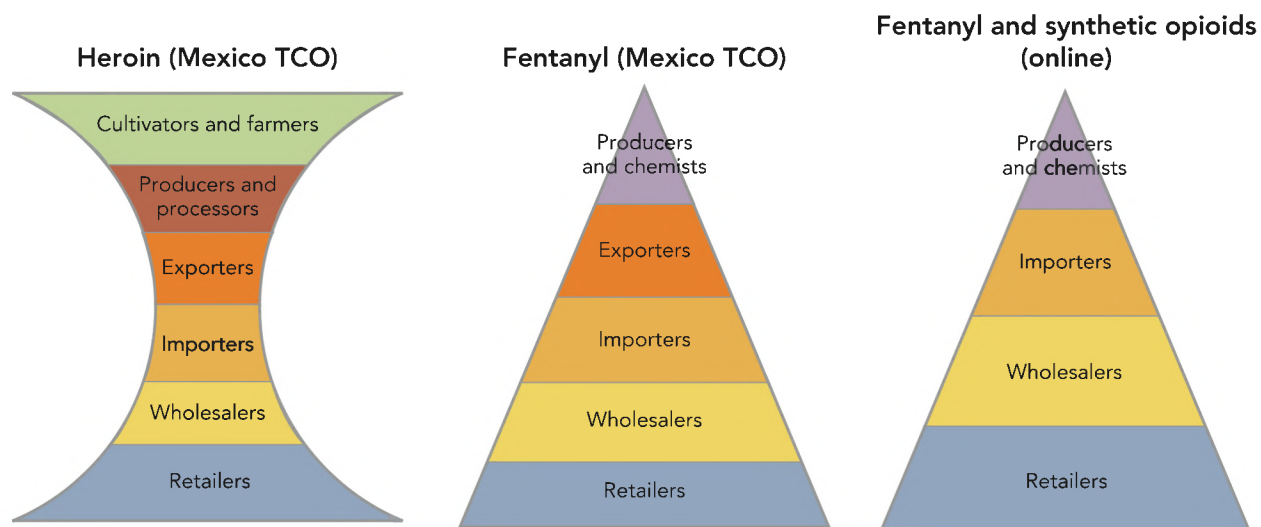 Heroin (Mexico TCO)
Cultivators and farmers
Producers and
processors
Exporters
Importers
Wholesalers
Retailers
Fentanyl (Mexico TCO)
Producers
and chemists
Exporters
Importers
Wholesalers
Retailers
Fentanyl and synthetic opioids
(online)
Producers
and chemists
Importers
Wholesalers
Retailers